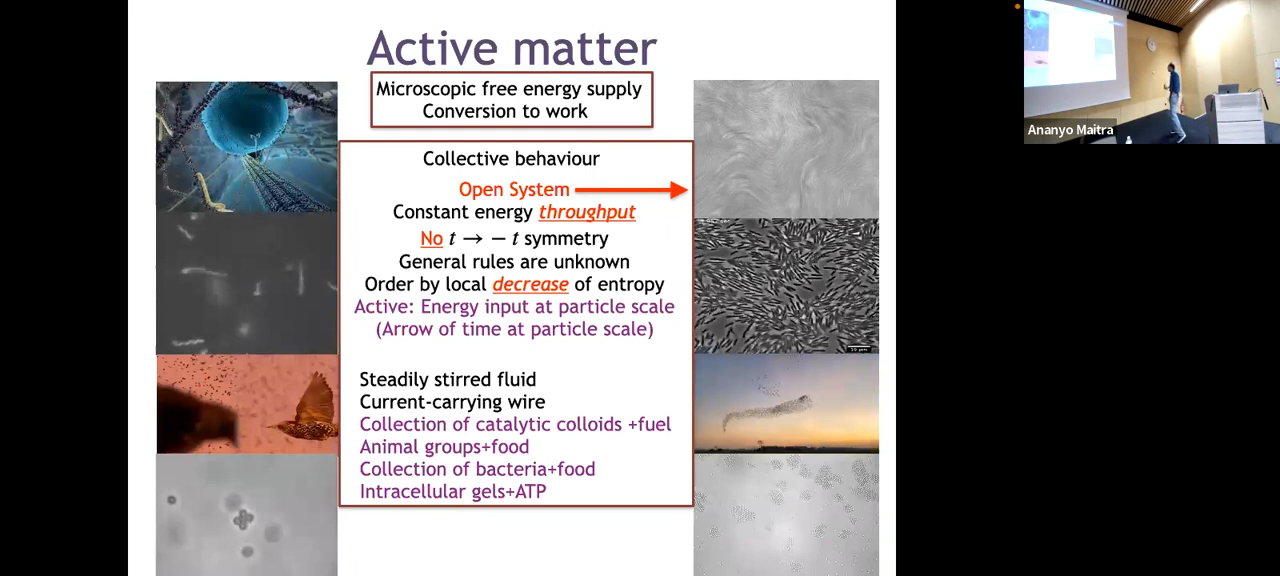 Active matter
Microscopic free energy supply
Conversion to work
Collective behaviour
Open System
Constant energy throughput
No t → − t symmetry
General rules are unknown
Order by local decrease of entropy
Active: Energy input at particle scale
(Arrow of time at particle scale)
Steadily stirred fluid
Current-carrying wire
Collection of catalytic colloids +fuel
Animal groups+food
Collection of bacteria+food
Intracellular gels+ATP
Ananyo Maitra